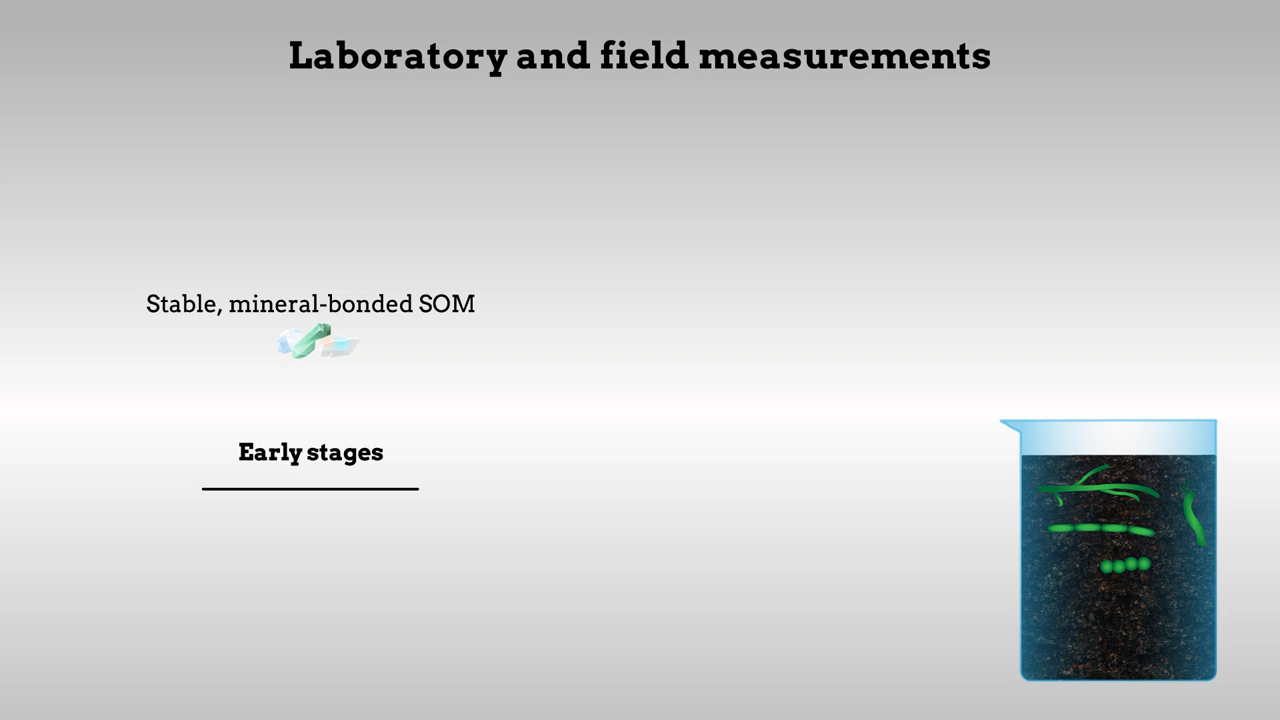 Laboratory and field measurements
Stable, mineral-bonded SOM
Early stages